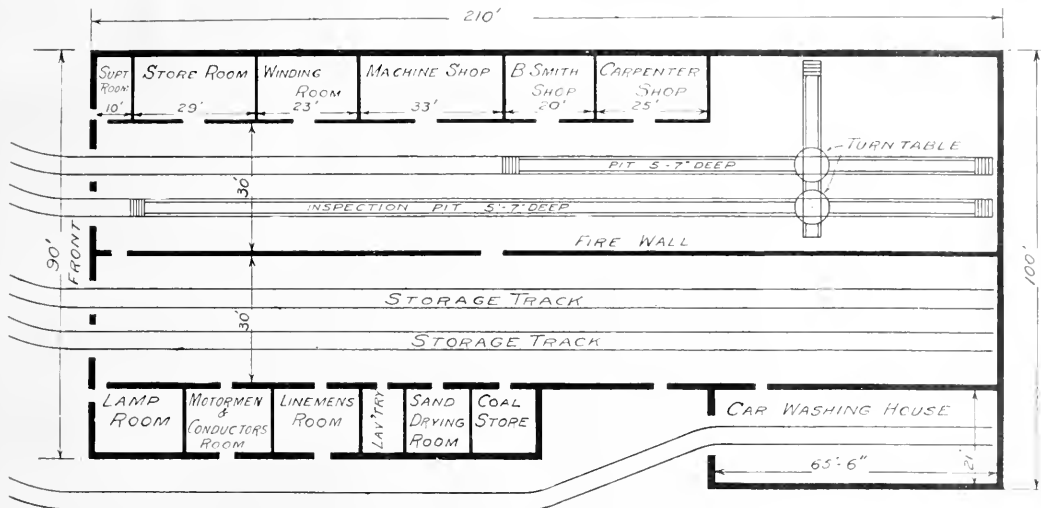 210'
SUPT
ROOM
10'
STORE ROOM
29'
WINDING
ROOM
23'
MACHINE SHOP
33'
B SMITH
SHOP
20'
CARPENTER
SHOP
25'
TURNTABLE
PIT 5'-7" DEEP
30'
INSPECTION PIT 5'-7" DEEP
FIRE WALL
90'
FRONT
100'
STORAGE TRACK
30'
STORAGE TRACK
LAMP
ROOM
MOTORMEN
&
CONDUCTORS
ROOM
LINEMENS
ROOM
LAV'TRY
SAND
DRYING
ROOM
COAL
STORE
CAR WASHING HOUSE
65'-6"
21'